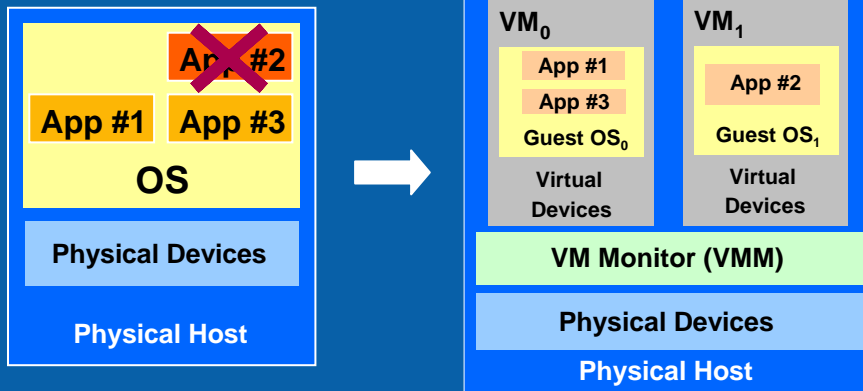 App #2
App #1
App #3
OS
Physical Devices
Physical Host
VM0
App #1
App #3
Guest OS0
Virtual
Devices
VM1
App #2
Guest OS1
Virtual
Devices
VM Monitor (VMM)
Physical Devices
Physical Host